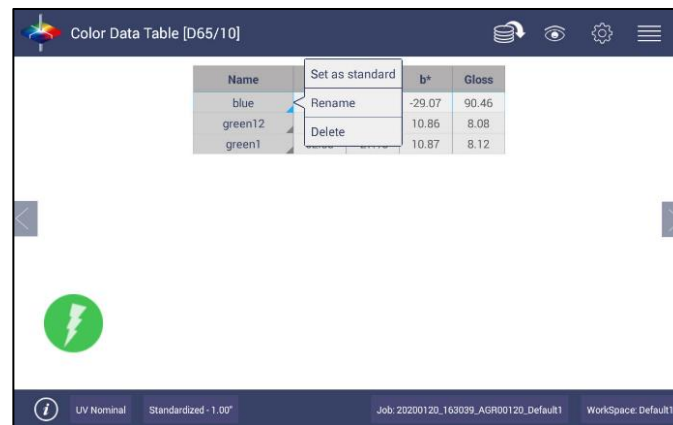 Color Data Table [D65/10]
Name b* Gloss
blue -29.07 90.46
green12 10.86 8.08
green1 10.87 8.12
Set as standard
Rename
Delete
UV Nominal Standardized - 1.00" Job: 20200120_163039_AGR00120_Default1 WorkSpace: Default1